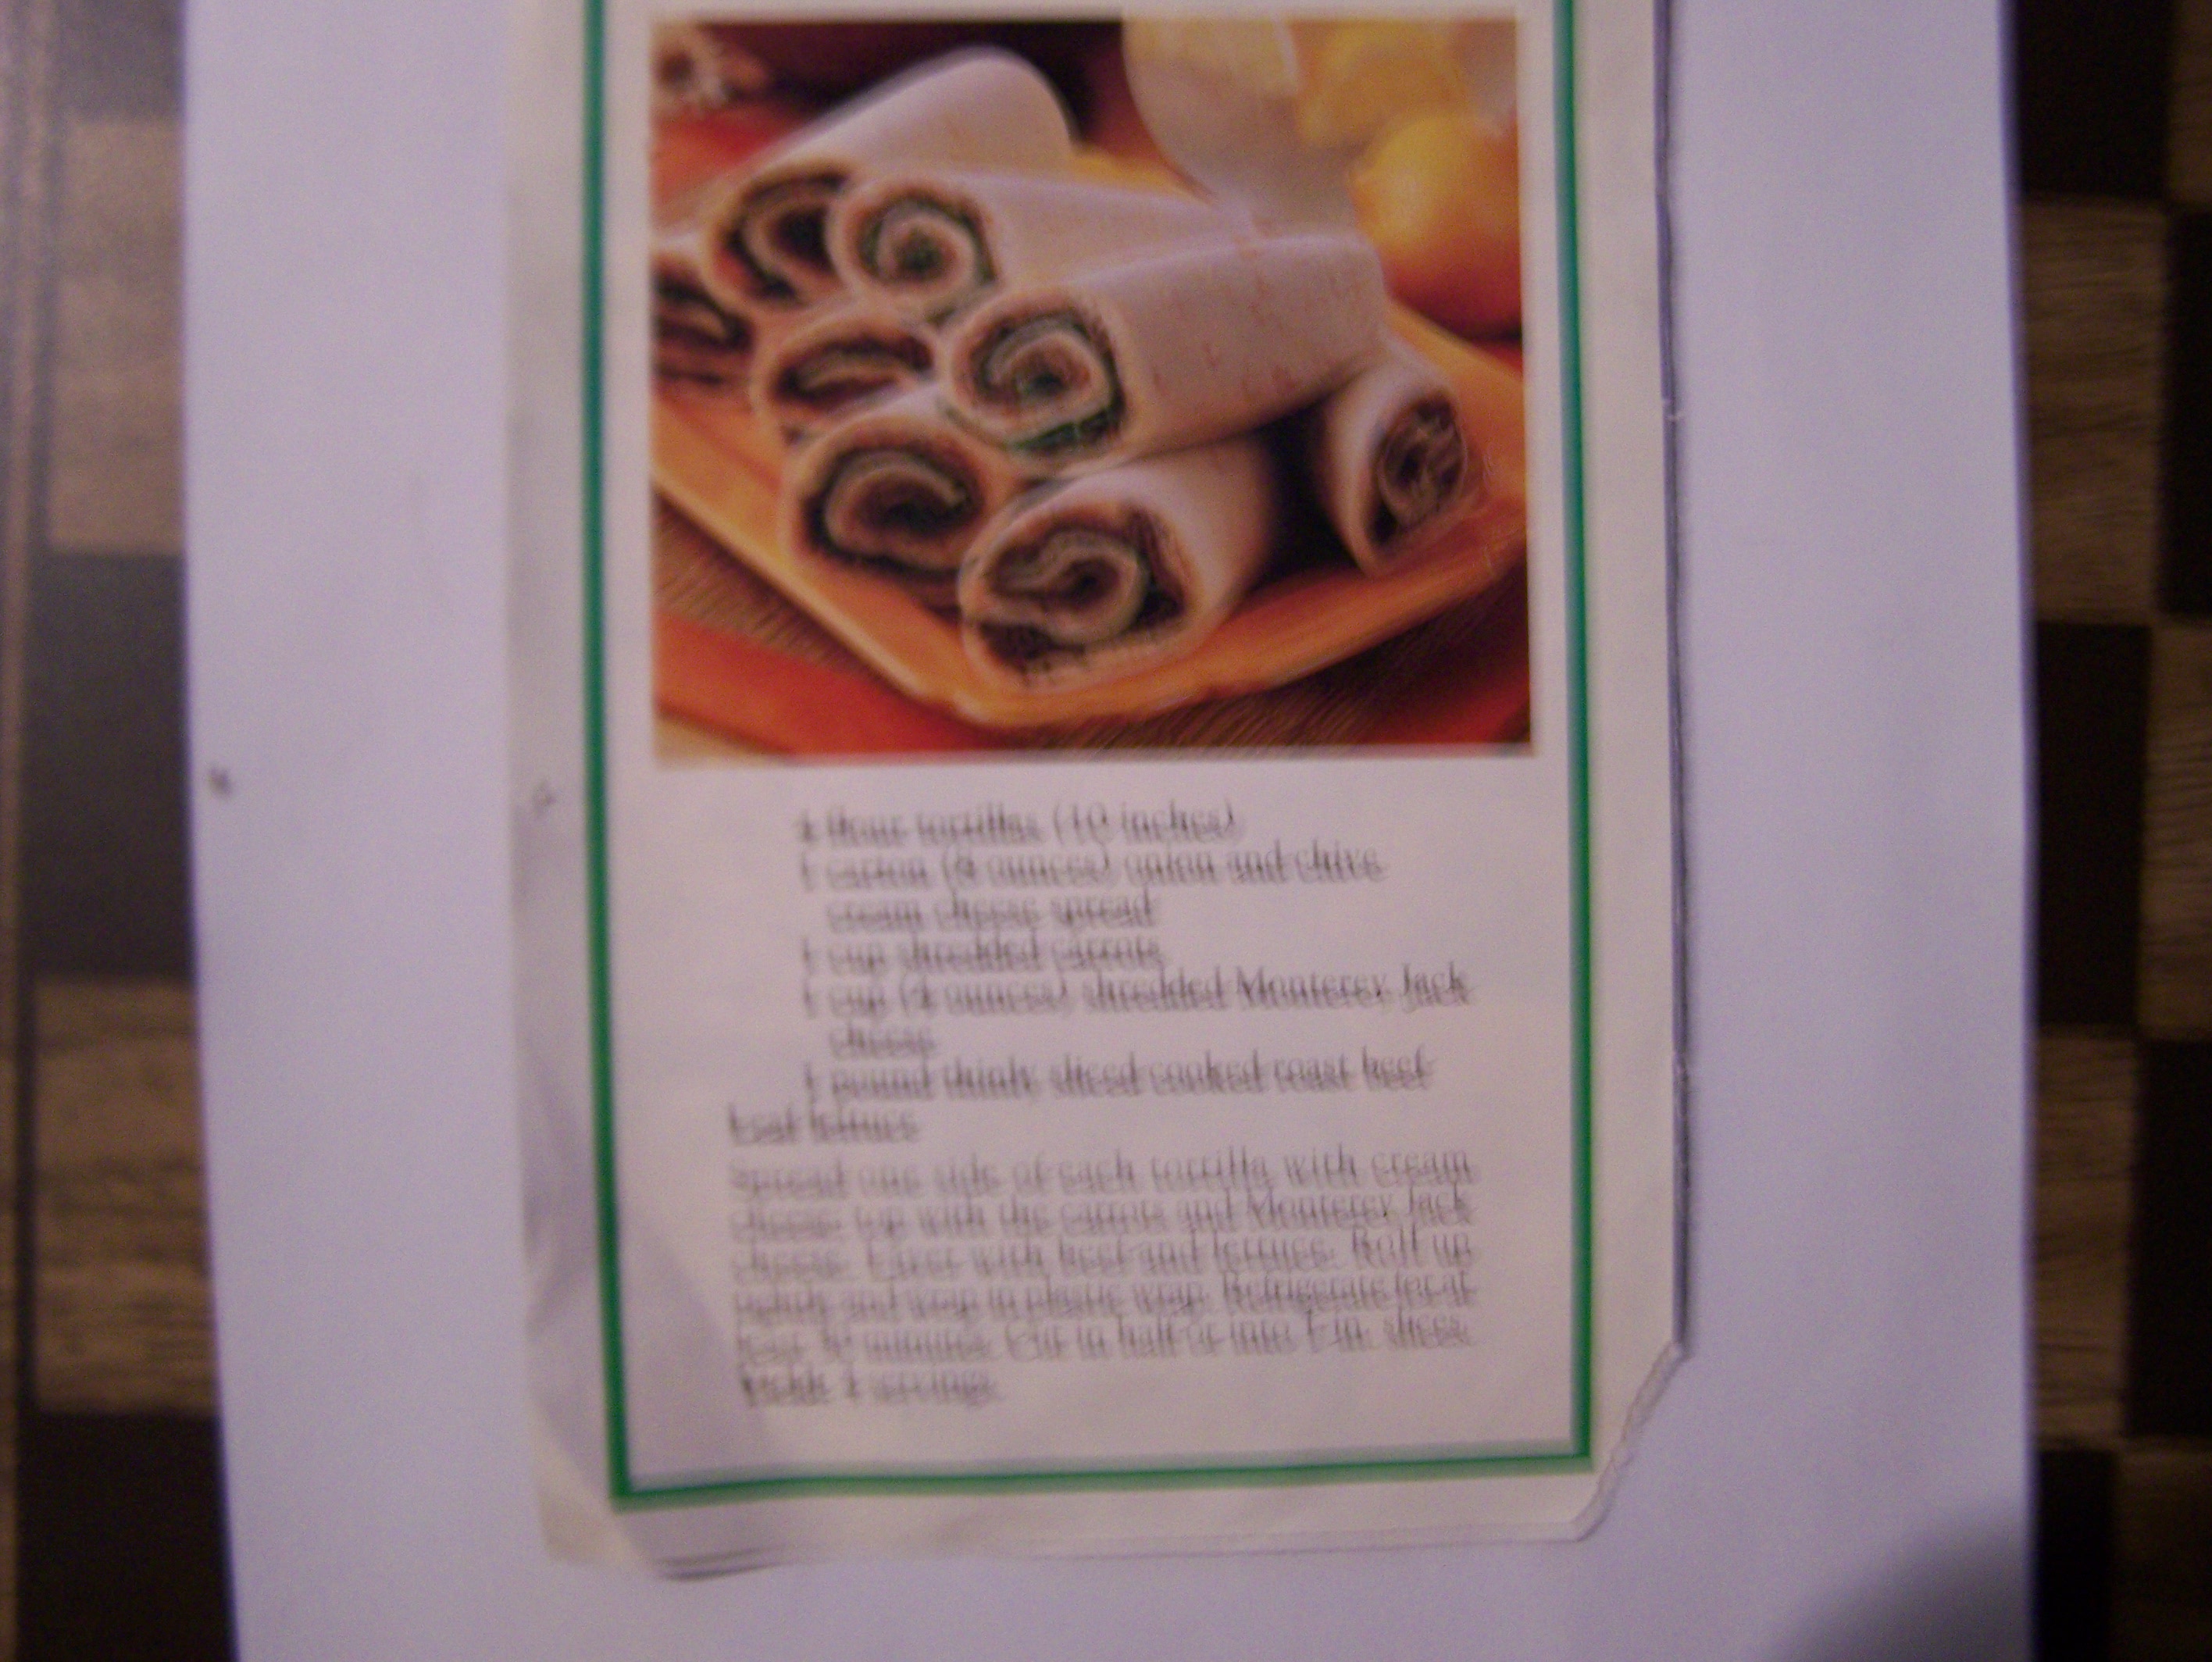 4 flour tortillas (10 inches)
1 carton (8 ounces) onion and chive
cream cheese spread
1 cup shredded carrots
1 cup (4 ounces) shredded Monterey Jack
cheese
1 pound thinly sliced cooked roast beef
Leaf lettuce
Spread one side of each tortilla with cream
cheese; top with the carrots and Monterey Jack
cheese. Layer with beef and lettuce. Roll up
tightly and wrap in plastic wrap. Refrigerate for at
least 30 minutes. Cut in half or into 1-in. slices.
Yield: 4 servings.